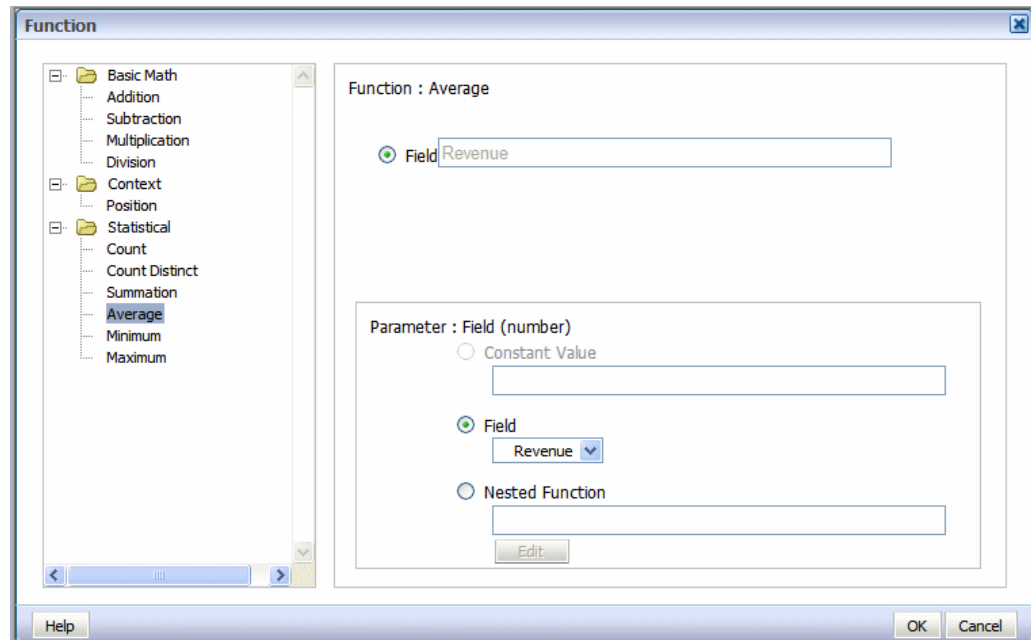 Function
Basic Math
Addition
Subtraction
Multiplication
Division
Context
Position
Statistical
Count
Count Distinct
Summation
Average
Minimum
Maximum
Function : Average
Field Revenue
Parameter : Field (number)
Constant Value
Field
Revenue
Nested Function
Edit
Help
OK Cancel